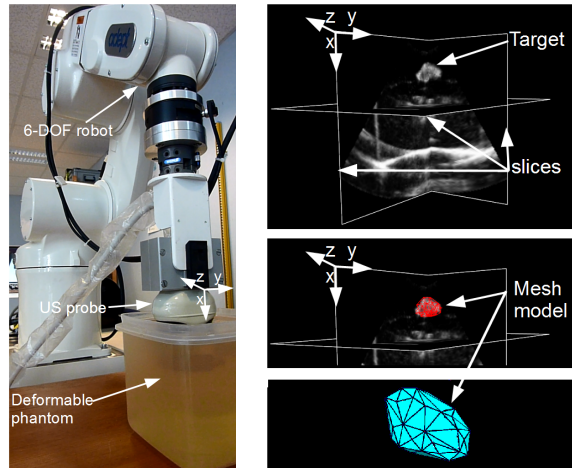 6-DOF robot
z
y
x
US probe
Deformable
phantom
z
y
x
Target
slices
z
y
x
Mesh
model